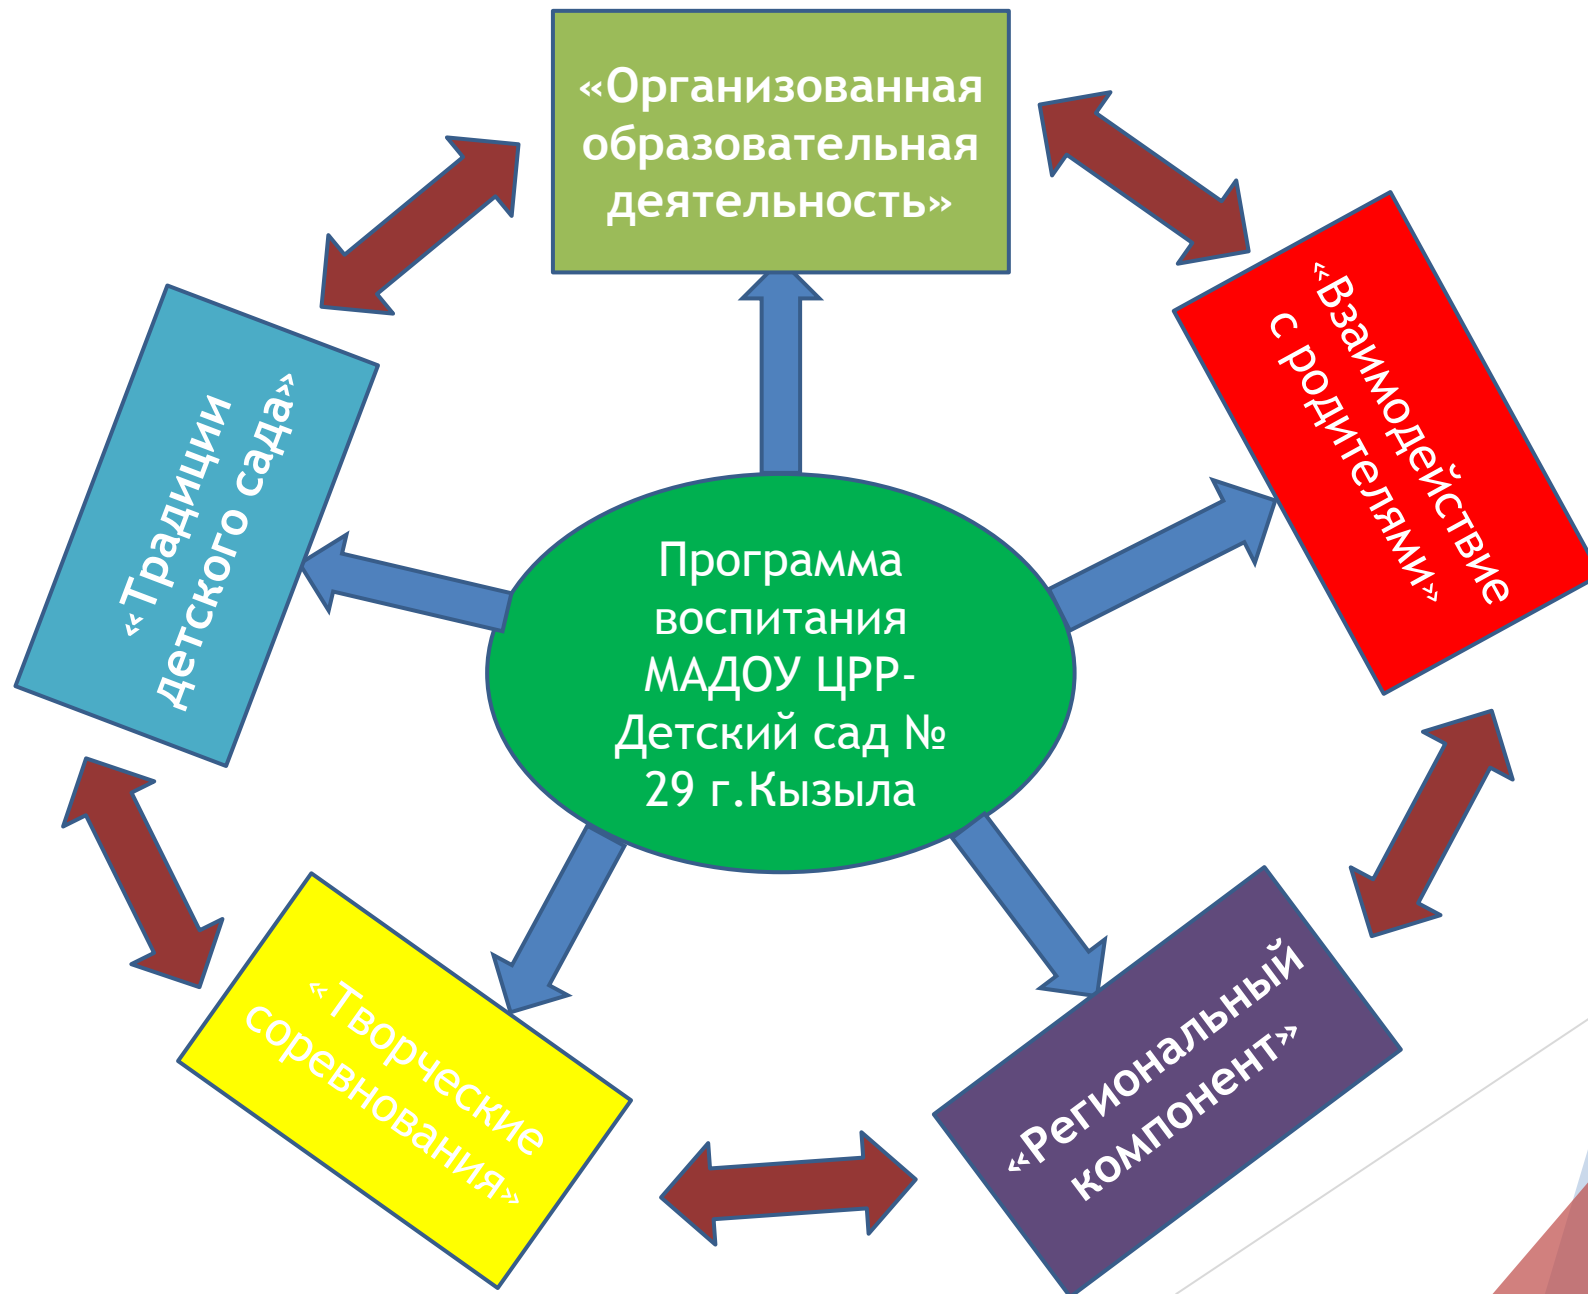 «Организованная
образовательная
деятельность»
«Взаимодействие
с родителями»
«Традиции
детского сада»
Программа
воспитания
МАДОУ ЦРР-
Детский сад №
29 г.Кызыла
«Творческие
соревнования»
«Региональный
компонент»